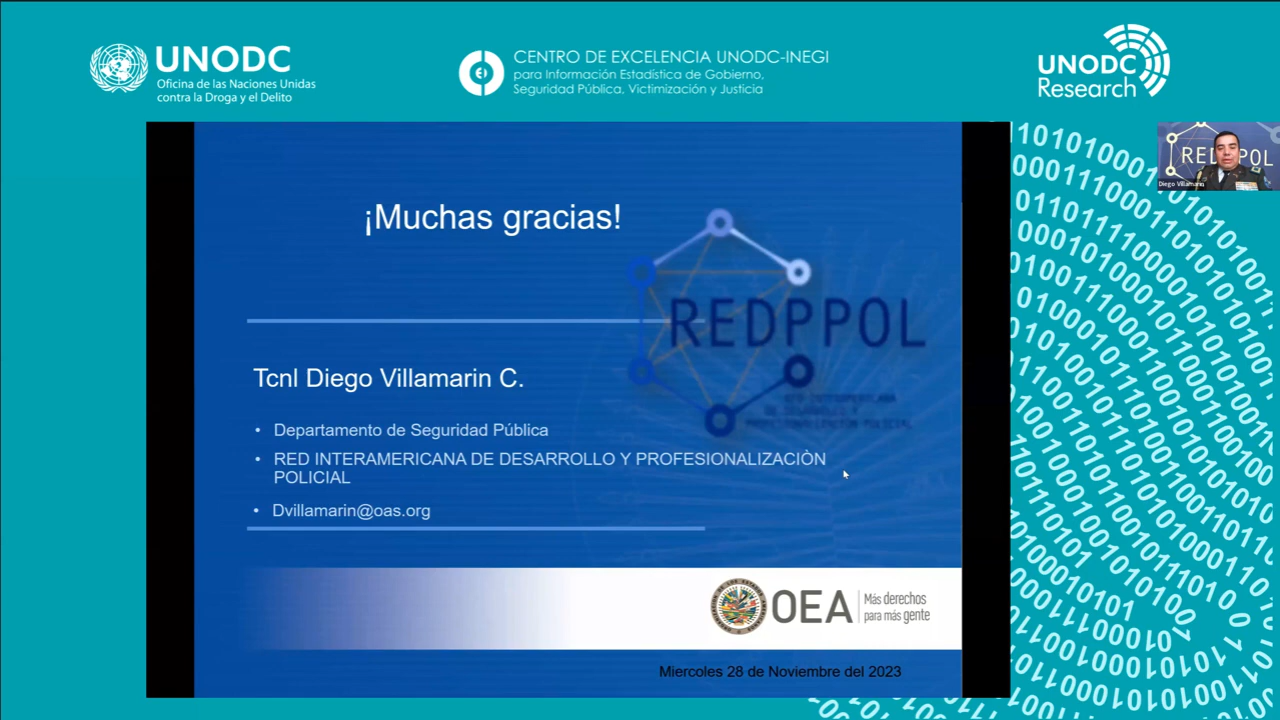 UNODC
Oficina de las Naciones Unidas
contra la Droga y el Delito
CENTRO DE EXCELENCIA UNODC-INEGI
para Información Estadística de Gobierno,
Seguridad Pública, Victimización y Justicia
UNODC
Research
REDPPOL
Diego Villamarin
¡Muchas gracias!
REDPPOL
Tcnl Diego Villamarin C.
• Departamento de Seguridad Pública
• RED INTERAMERICANA DE DESARROLLO Y PROFESIONALIZACIÒN
POLICIAL
• Dvillamarin@oas.org
OEA
Más derechos
para más gente
Miercoles 28 de Noviembre del 2023